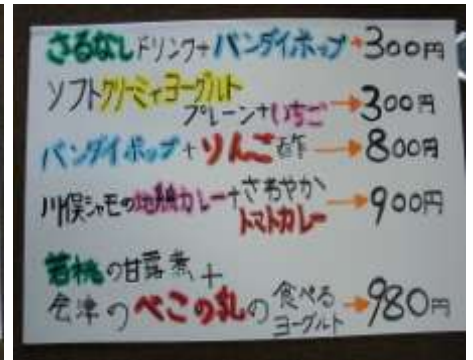 さるなしドリンク+バンダイホップ→300円
ソフトクリーミィヨーグルト
プレーン+いちご→300円
バンダイホップ+りんご酢→800円
川俣シャモの地鶏カレー+さわやか
トマトカレー→900円
若桃の甘露煮+
会津のべこの乳の食べる
ヨーグルト→980円